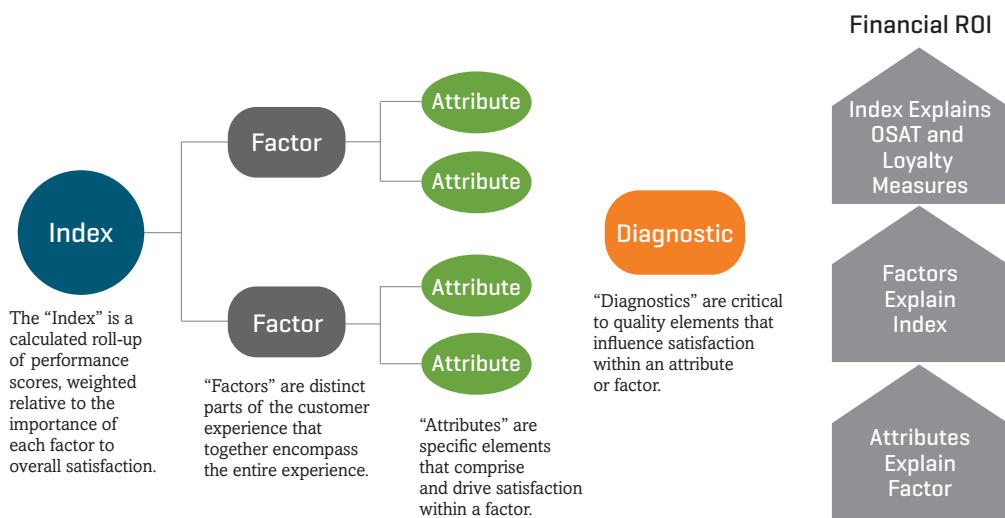 Financial ROI
Index
The “Index” is a
calculated roll-up
of performance
scores, weighted
relative to the
importance of
each factor to
overall satisfaction.
Factor
Factor
“Factors” are distinct
parts of the customer
experience that
together encompass
the entire experience.
Attribute
Attribute
Attribute
Attribute
“Attributes” are
specific elements
that comprise
and drive satisfaction
within a factor.
Diagnostic
“Diagnostics” are critical
to quality elements that
influence satisfaction
within an attribute
or factor.
Index Explains
OSAT and
Loyalty
Measures
Factors
Explain
Index
Attributes
Explain
Factor